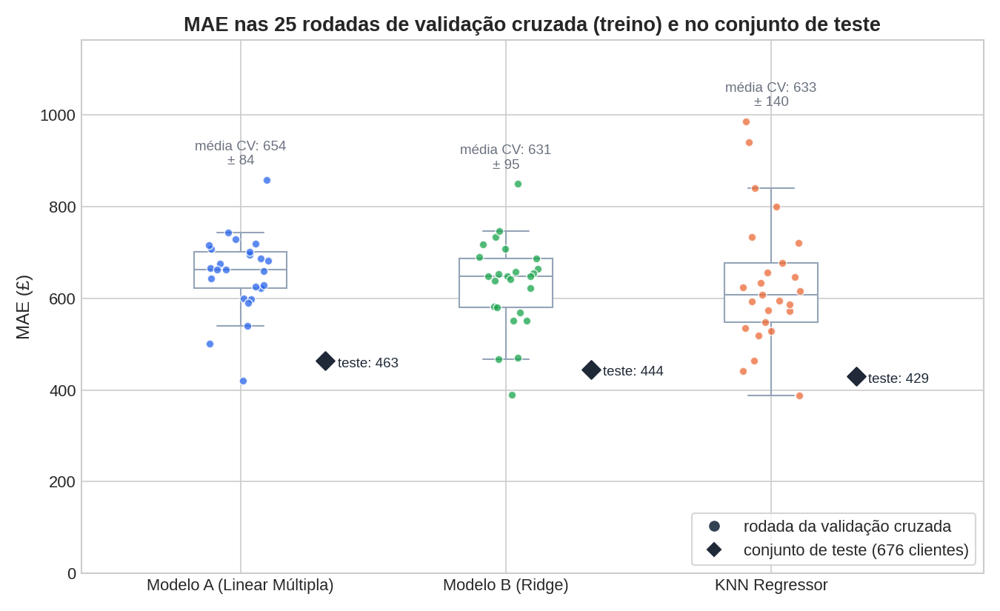 MAE nas 25 rodadas de validação cruzada (treino) e no conjunto de teste
MAE (£)
1000
800
600
400
200
0
média CV: 654
± 84
média CV: 631
± 95
média CV: 633
± 140
teste: 463
teste: 444
teste: 429
rodada da validação cruzada
conjunto de teste (676 clientes)
Modelo A (Linear Múltipla)
Modelo B (Ridge)
KNN Regressor